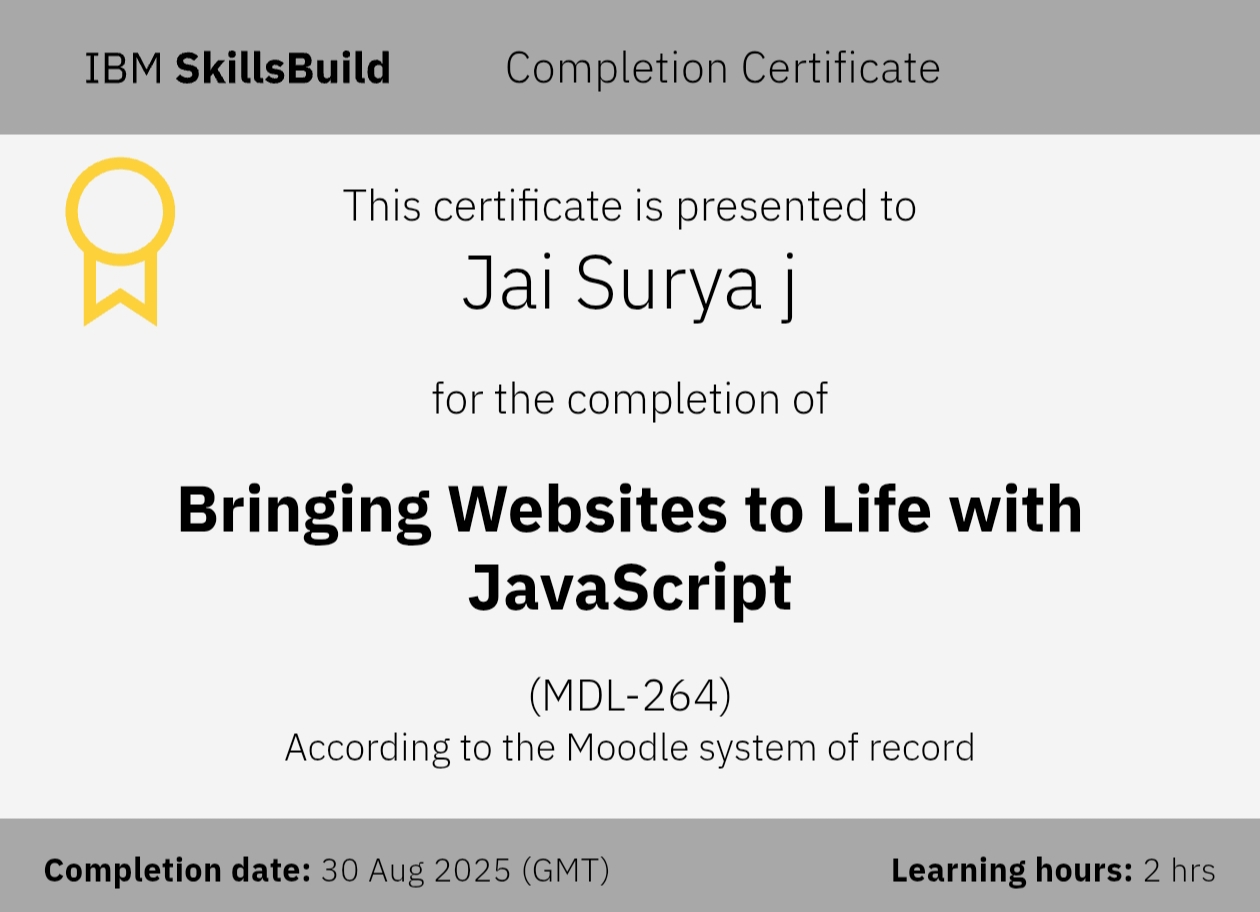 IBM SkillsBuild Completion Certificate
This certificate is presented to
Jai Surya j
for the completion of
Bringing Websites to Life with
JavaScript
(MDL-264)
According to the Moodle system of record
Completion date: 30 Aug 2025 (GMT) Learning hours: 2 hrs